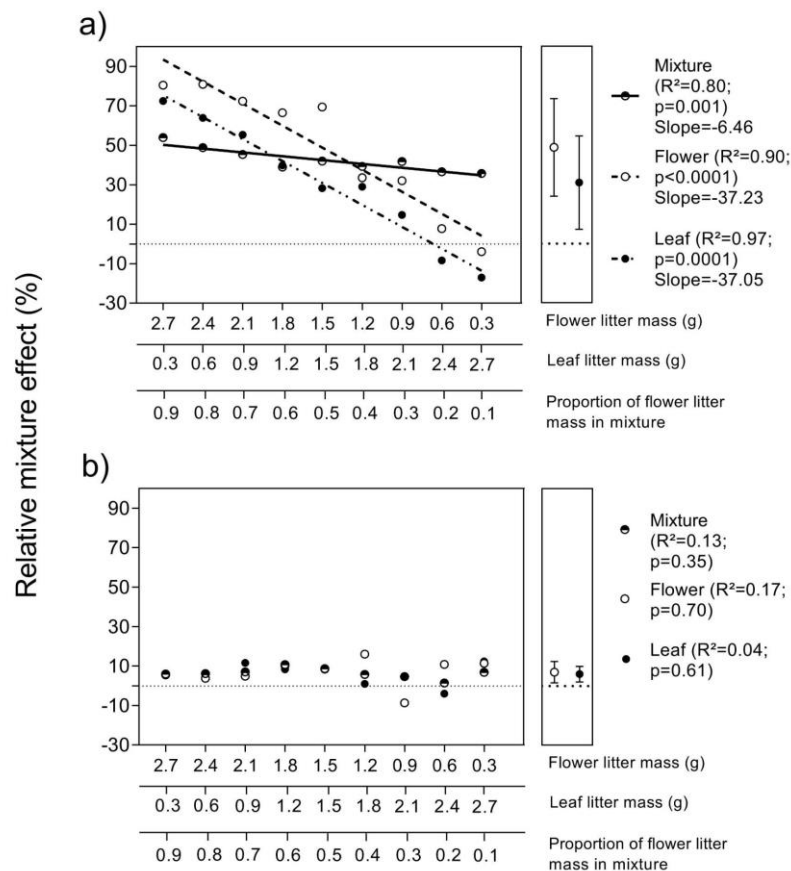 a)
Relative mixture effect (%)
90
70
50
30
10
-10
-30
Mixture
(R²=0.80;
p=0.001)
Slope=-6.46
Flower (R²=0.90;
p<0.0001)
Slope=-37.23
Leaf (R²=0.97;
p=0.0001)
Slope=-37.05
2.7 2.4 2.1 1.8 1.5 1.2 0.9 0.6 0.3
Flower litter mass (g)
0.3 0.6 0.9 1.2 1.5 1.8 2.1 2.4 2.7
Leaf litter mass (g)
0.9 0.8 0.7 0.6 0.5 0.4 0.3 0.2 0.1
Proportion of flower litter
mass in mixture
b)
90
70
50
30
10
-10
-30
Mixture
(R²=0.13;
p=0.35)
Flower (R²=0.17;
p=0.70)
Leaf (R²=0.04;
p=0.61)
2.7 2.4 2.1 1.8 1.5 1.2 0.9 0.6 0.3
Flower litter mass (g)
0.3 0.6 0.9 1.2 1.5 1.8 2.1 2.4 2.7
Leaf litter mass (g)
0.9 0.8 0.7 0.6 0.5 0.4 0.3 0.2 0.1
Proportion of flower litter
mass in mixture